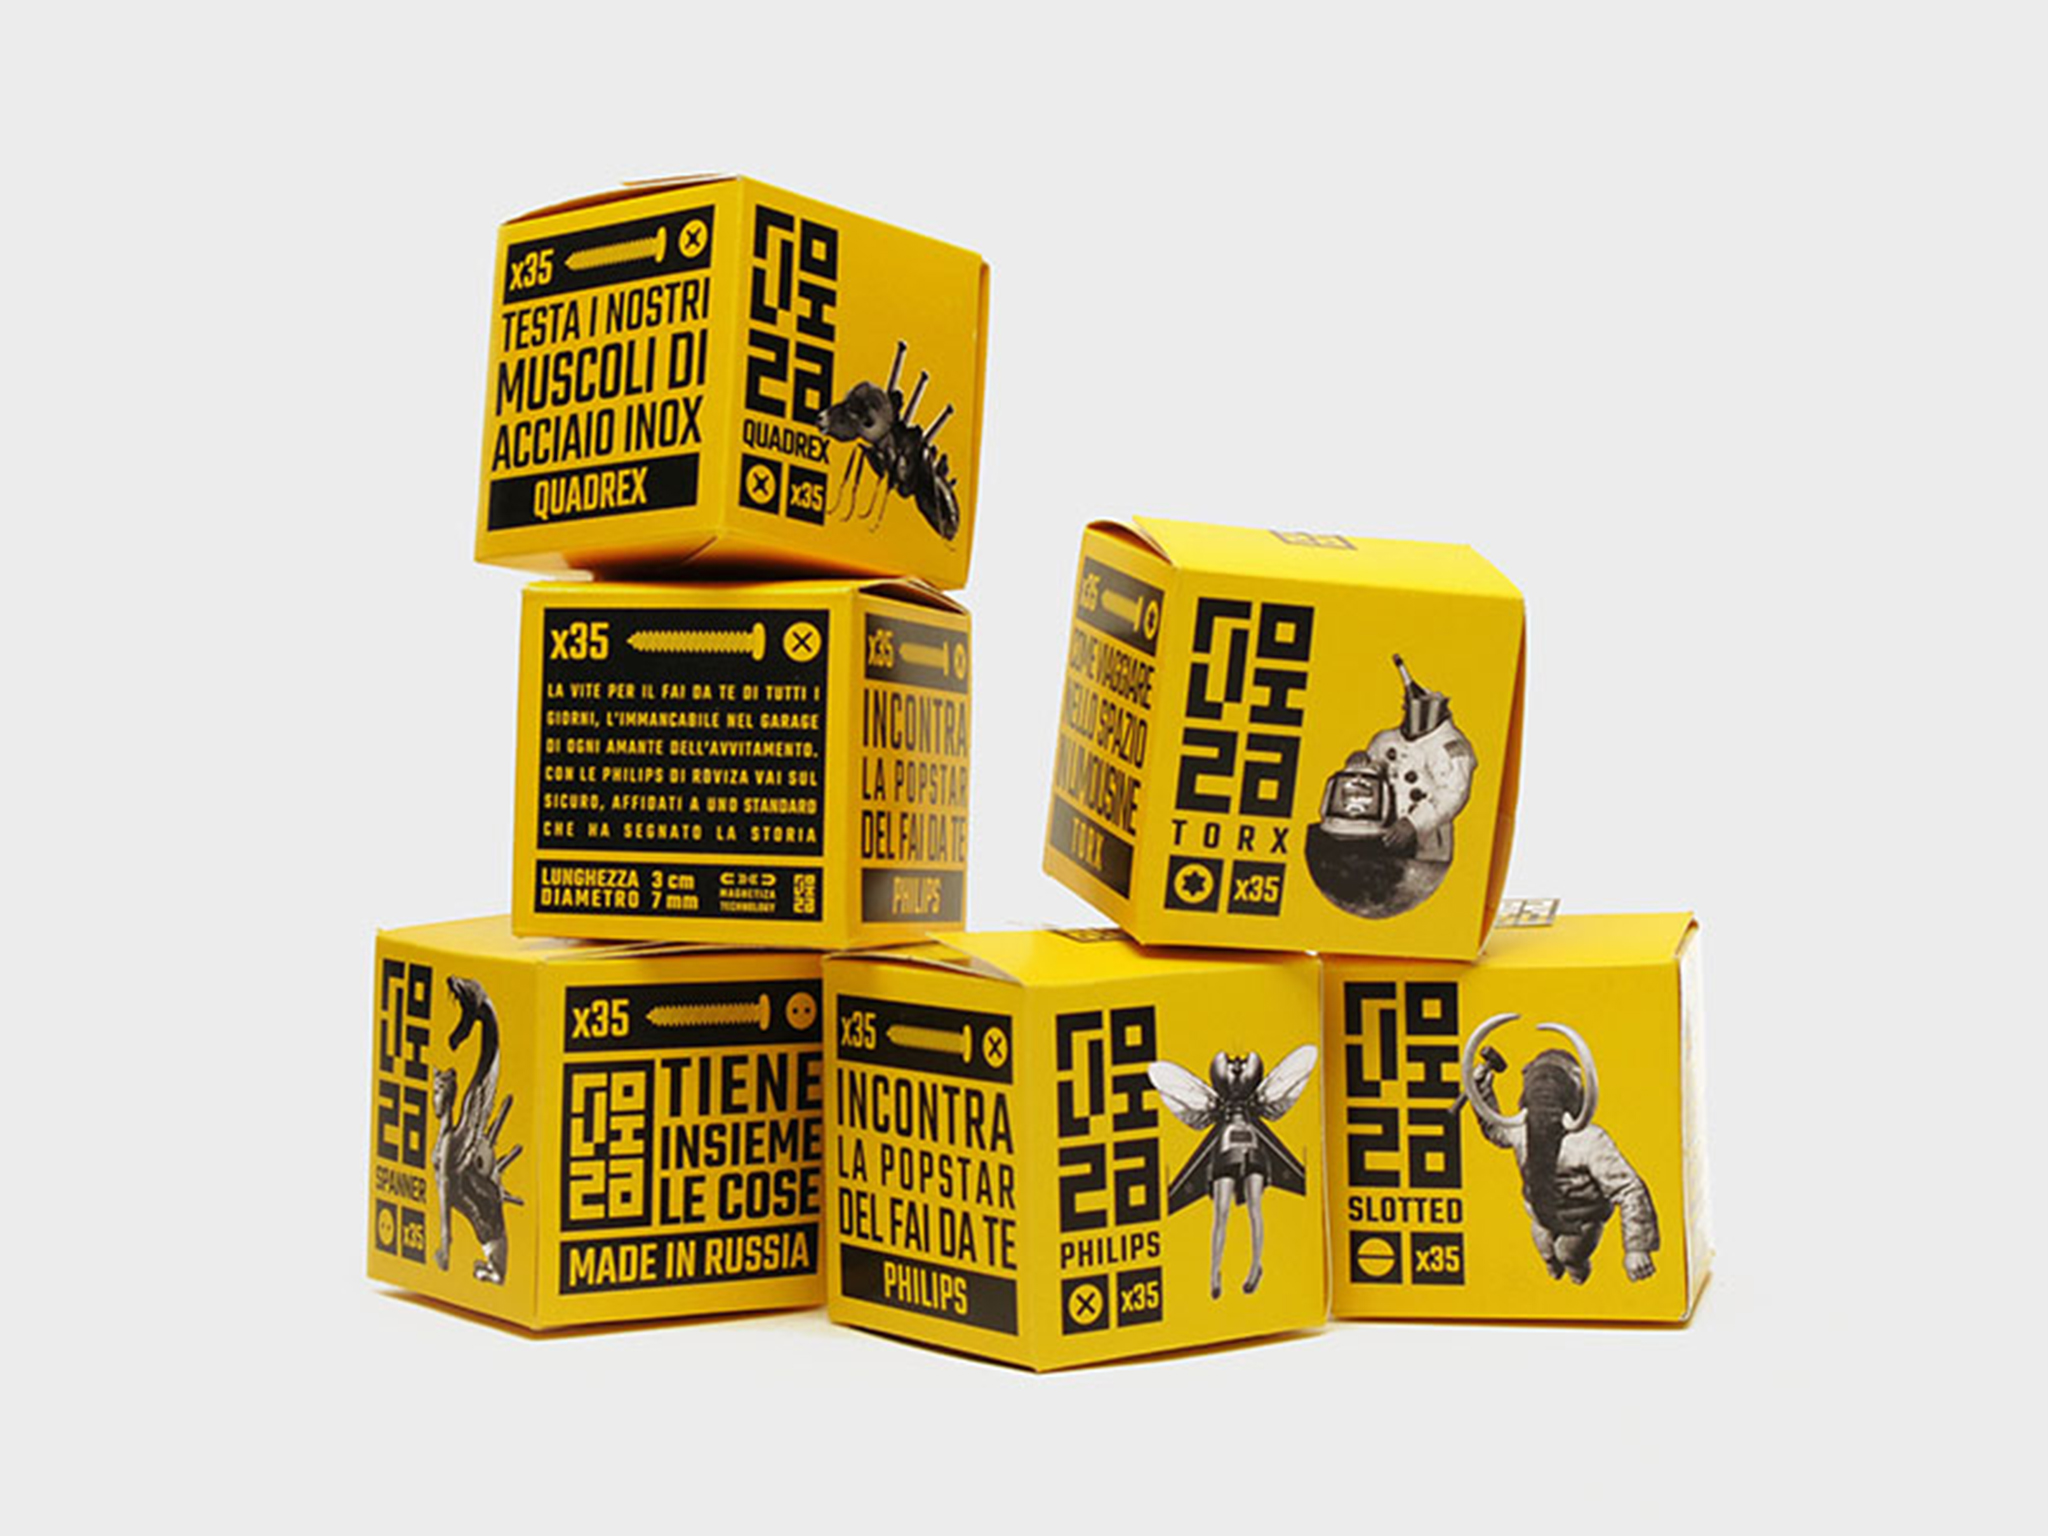 x35
TESTA I NOSTRI
MUSCOLI DI
ACCIAIO INOX
QUADREX
QUADREX
x35
x35
LA VITE PER IL FAI DA TE DI TUTTI I
GIORNI, L'IMMANCABILE NEL GARAGE
DI OGNI AMANTE DELL'AVVITAMENTO.
CON LE PHILIPS DI ROVIZA VAI SUL
SICURO, AFFIDATI A UNO STANDARD
CHE HA SEGNATO LA STORIA
LUNGHEZZA 3 cm
DIAMETRO 7 mm
MAGNETIZA
TECHNOLOGY
x35
INCONTRA
LA POPSTAR
DEL FAI DA TE
PHILIPS
x35
COME VIAGGIARE
NELLO SPAZIO
IN LIMOUSINE
TORX
TORX
x35
SPANNER
x35
x35
TIENE
INSIEME
LE COSE
MADE IN RUSSIA
x35
INCONTRA
LA POPSTAR
DEL FAI DA TE
PHILIPS
PHILIPS
x35
SLOTTED
x35